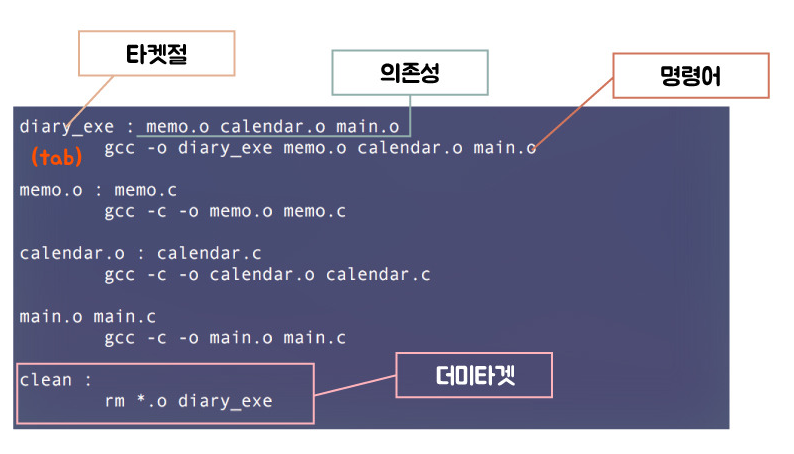 타켓절
의존성
명령어
diary_exe : memo.o calendar.o main.o
(tab) gcc -o diary_exe memo.o calendar.o main.o
memo.o : memo.c
gcc -c -o memo.o memo.c
calendar.o : calendar.c
gcc -c -o calendar.o calendar.c
main.o main.c
gcc -c -o main.o main.c
더미타겟
clean :
rm *.o diary_exe